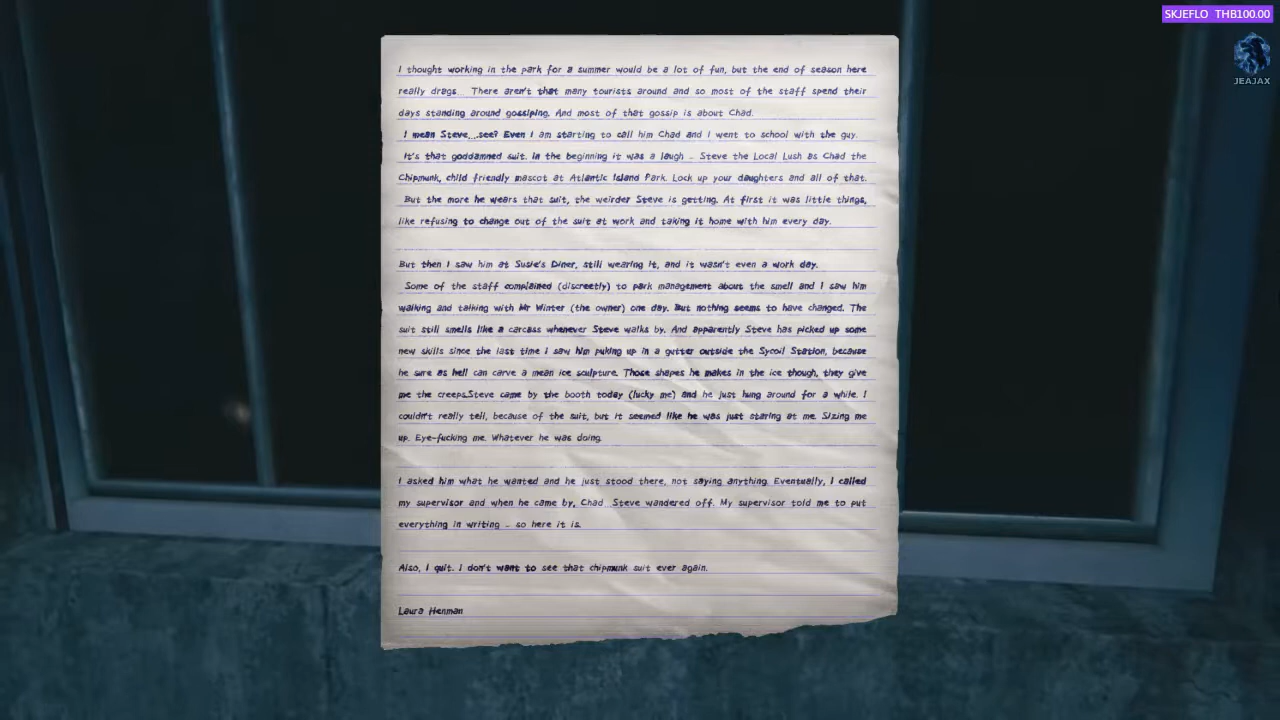 SKJEFLO THB100.00
JEAJAX
I thought working in the park for a summer would be a lot of fun, but the end of season here
really drags... There aren't that many tourists around and so most of the staff spend their
days standing around gossiping. And most of that gossip is about Chad.
I mean Steve...see? Even I am starting to call him Chad and I went to school with the guy.
It's that goddamned suit. In the beginning it was a laugh - Steve the Local Lush as Chad the
Chipmunk, child friendly mascot at Atlantic Island Park. Lock up your daughters and all of that.
But the more he wears that suit, the weirder Steve is getting. At first it was little things,
like refusing to change out of the suit at work and taking it home with him every day.
But then I saw him at Susie's Diner, still wearing it, and it wasn't even a work day.
Some of the staff complained (discreetly) to park management about the smell and I saw him
walking and talking with Mr Winter (the owner) one day. But nothing seems to have changed. The
suit still smells like a carcass whenever Steve walks by. And apparently Steve has picked up some
new skills since the last time I saw him puking up in a gutter outside the Sycoil Station, because
he sure as hell can carve a mean ice sculpture. Those shapes he makes in the ice though, they give
me the creeps.Steve came by the booth today (lucky me) and he just hung around for a while. I
couldn't really tell, because of the suit, but it seemed like he was just staring at me. Sizing me
up. Eye-fucking me. Whatever he was doing.
I asked him what he wanted and he just stood there, not saying anything. Eventually, I called
my supervisor and when he came by, Chad...Steve wandered off. My supervisor told me to put
everything in writing - so here it is.
Also, I quit. I don't want to see that chipmunk suit ever again.
Laura Henman